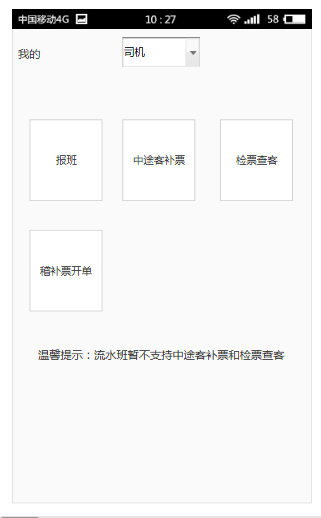 中国移动4G 10:27 58
我的 司机
报班 中途客补票 检票查客
稽补票开单
温馨提示：流水班暂不支持中途客补票和检票查客